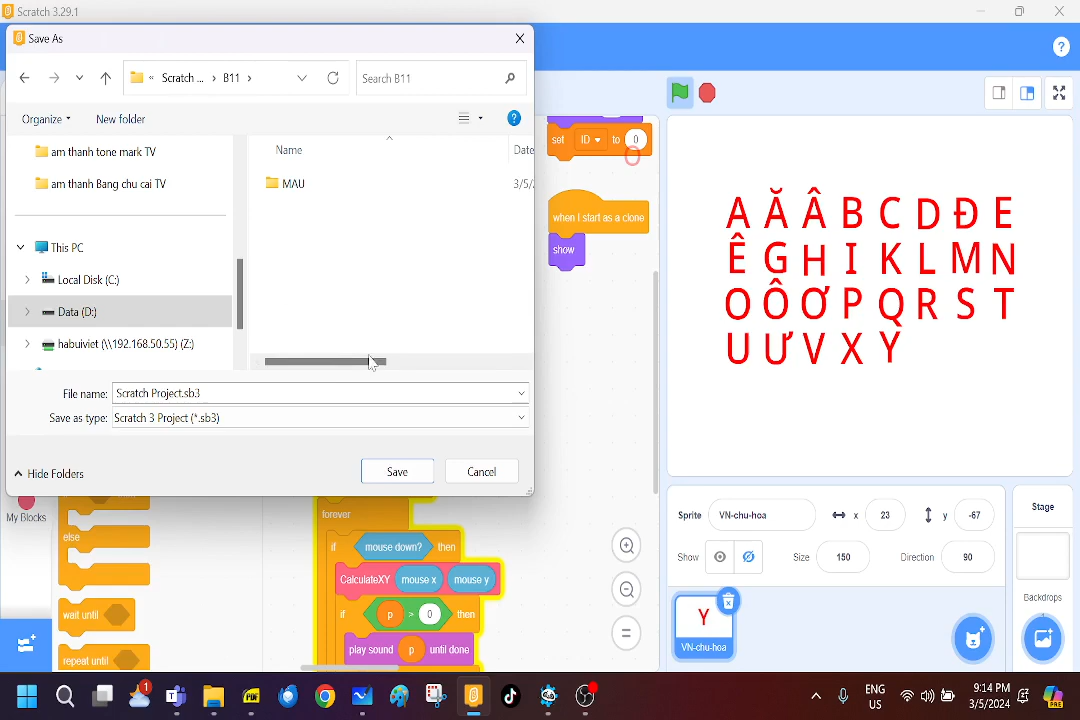 Scratch 3.29.1
Save As
« Scratch ... > B11 >
Search B11
Organize
New folder
am thanh tone mark TV
am thanh Bang chu cai TV
This PC
Local Disk (C:)
Data (D:)
habuiviet (\\192.168.50.55) (Z:)
Name
Date
MAU
3/5/
File name: Scratch Project.sb3
Save as type: Scratch 3 Project (*.sb3)
Hide Folders
Save
Cancel
set ID to 0
when I start as a clone
show
A Ă Â B C D Đ E
Ê G H I K L M N
O Ô Ơ P Q R S T
U Ư V X Y
My Blocks
else
wait until
repeat until
forever
if mouse down? then
CalculateXY mouse x mouse y
if p > 0 then
play sound p until done
Sprite VN-chu-hoa x 23 y -67
Show Size 150 Direction 90
Y
VN-chu-hoa
Stage
Backdrops
1
PDF
ENG
US
9:14 PM
3/5/2024
PRE